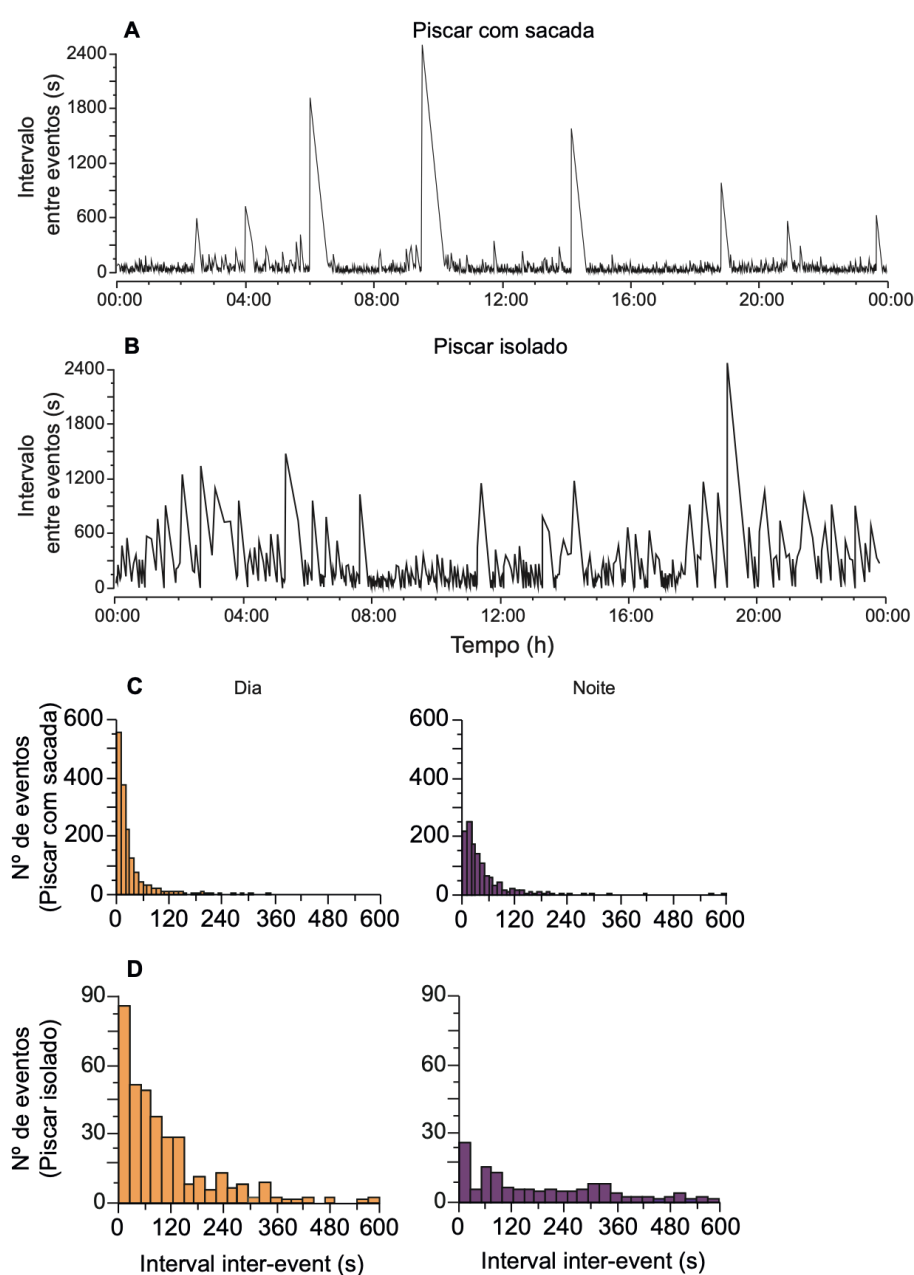 A
Piscar com sacada
Intervalo
entre eventos (s)
2400
1800
1200
600
0
00:00 04:00 08:00 12:00 16:00 20:00 00:00
B
Piscar isolado
Intervalo
entre eventos (s)
2400
1800
1200
600
0
00:00 04:00 08:00 12:00 16:00 20:00 00:00
Tempo (h)
C
Dia
Noite
Nº de eventos
(Piscar com sacada)
600
400
200
0
0 120 240 360 480 600
600
400
200
0
0 120 240 360 480 600
D
Nº de eventos
(Piscar isolado)
90
60
30
0
0 120 240 360 480 600
Interval inter-event (s)
90
60
30
0
0 120 240 360 480 600
Interval inter-event (s)